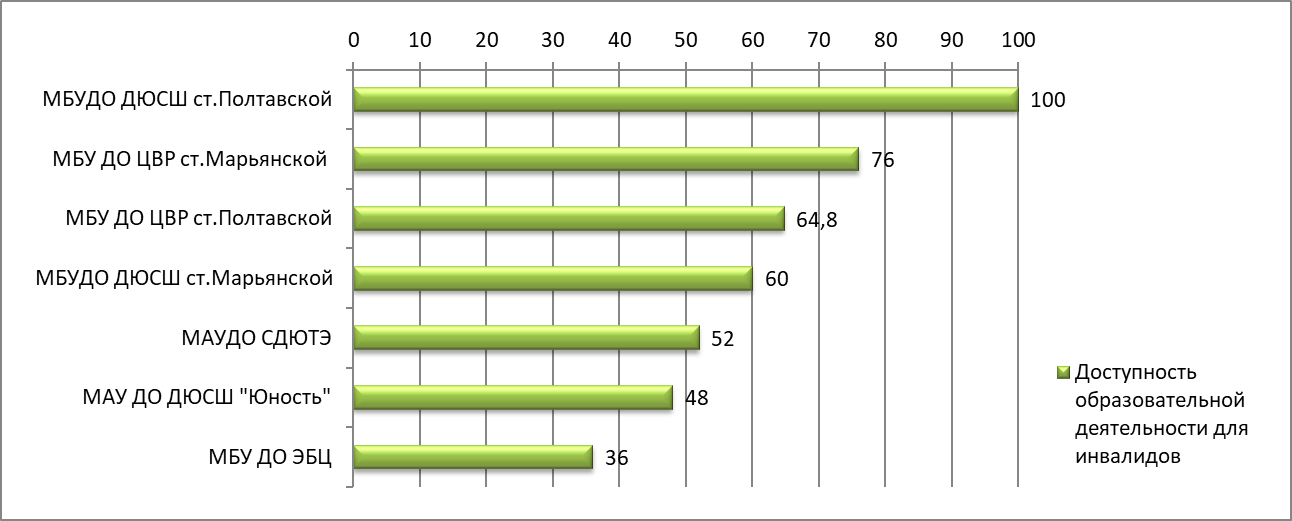 0 10 20 30 40 50 60 70 80 90 100
МБУДО ДЮСШ ст.Полтавской 100
МБУ ДО ЦВР ст.Марьянской 76
МБУ ДО ЦВР ст.Полтавской 64,8
МБУДО ДЮСШ ст.Марьянской 60
МАУДО СДЮТЭ 52
МАУ ДО ДЮСШ "Юность" 48
МБУ ДО ЭБЦ 36
Доступность
образовательной
деятельности для
инвалидов